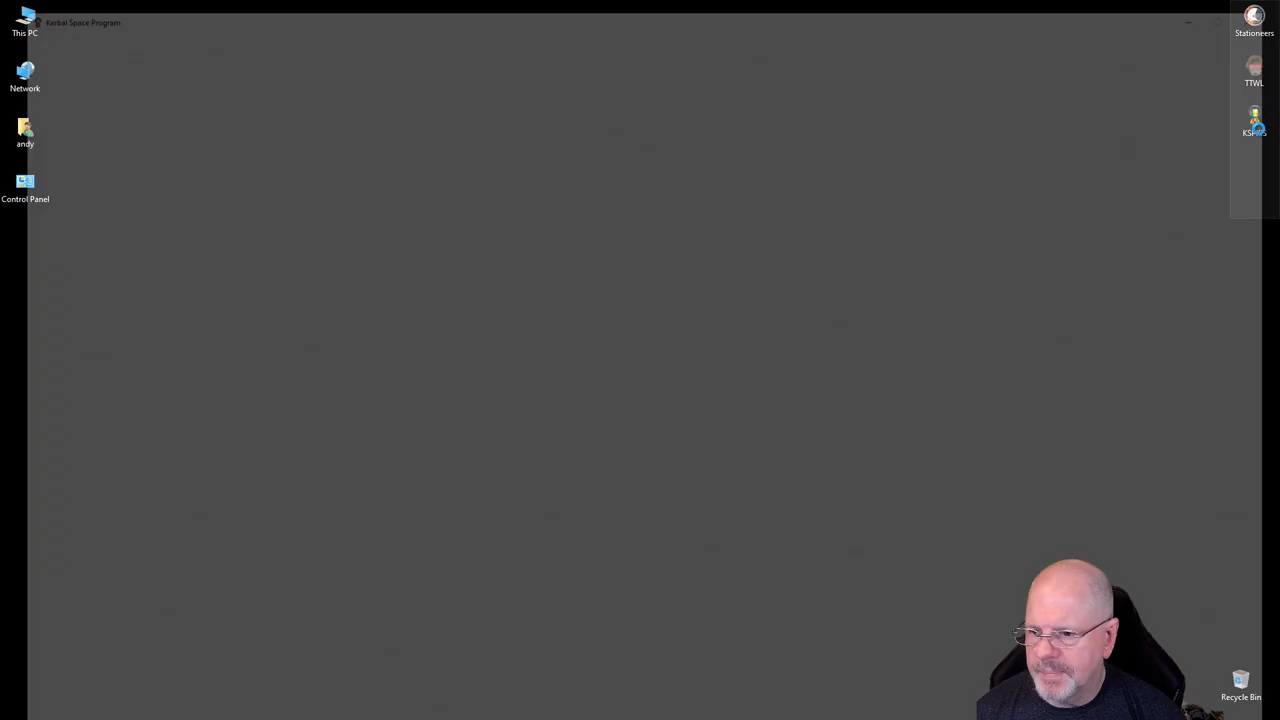 Kerbal Space Program
This PC
Network
andy
Control Panel
Stationeers
TTWL
Recycle Bin